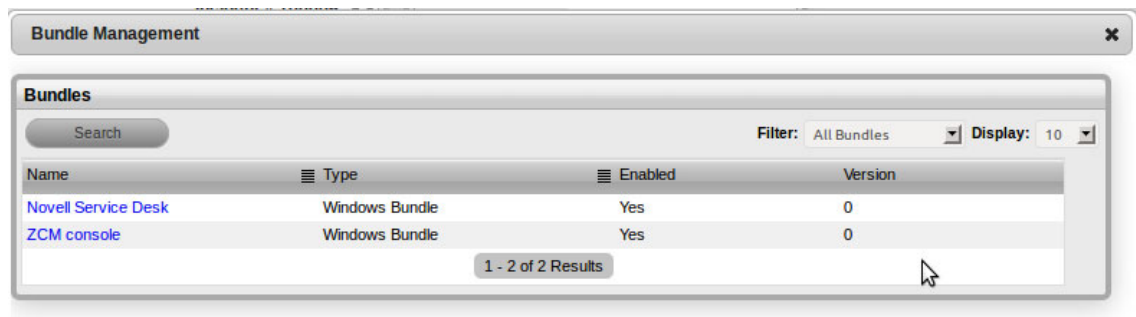 Bundle Management
Bundles
Search Filter: All Bundles Display: 10
Name Type Enabled Version
Novell Service Desk Windows Bundle Yes 0
ZCM console Windows Bundle Yes 0
1 - 2 of 2 Results